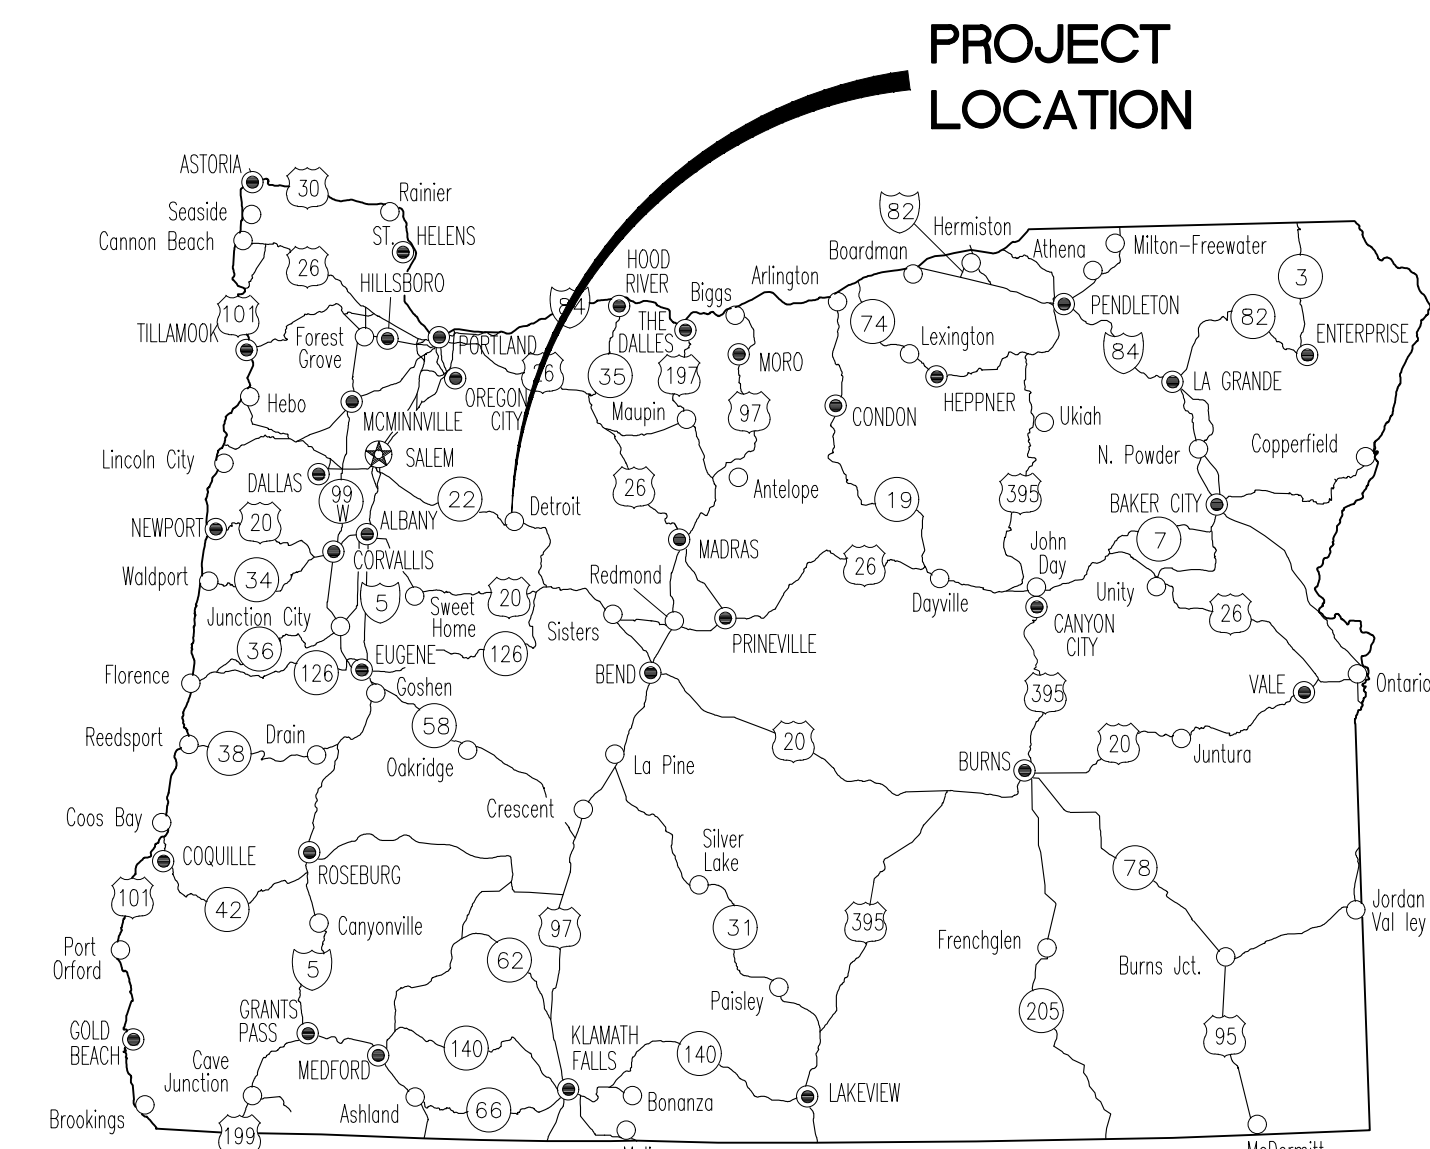 PROJECT
LOCATION
ASTORIA
30
Rainier
Seaside
82
Hermiston
Cannon Beach
ST. HELENS
Boardman
Athena
Milton-Freewater
26
HOOD
RIVER
Arlington
3
HILLSBORO
Biggs
101
84
PENDLETON
TILLAMOOK
THE
DALLES
74
82
ENTERPRISE
Forest
Grove
PORTLAND
Lexington
84
MORO
26
35
197
LA GRANDE
Hebo
OREGON
CITY
HEPPNER
MCMINNVILLE
Maupin
97
CONDON
Ukiah
Copperfield
Lincoln City
SALEM
N. Powder
DALLAS
99
W
22
26
Antelope
19
395
BAKER CITY
Detroit
NEWPORT
20
ALBANY
7
CORVALLIS
MADRAS
John
Day
Waldport
34
Redmond
26
5
Sweet
Home
20
Dayville
Unity
26
Junction City
Sisters
PRINEVILLE
CANYON
CITY
36
126
EUGENE
126
Florence
BEND
395
VALE
Goshen
58
Reedsport
38
Drain
20
20
Juntura
Oakridge
La Pine
BURNS
Crescent
Coos Bay
Silver
Lake
COQUILLE
ROSEBURG
78
101
42
97
31
395
Jordan
Val ley
Canyonville
Port
Orford
62
Frenchglen
Burns Jct.
5
Paisley
205
GRANTS
PASS
GOLD
BEACH
KLAMATH
FALLS
95
Cave
Junction
MEDFORD
140
140
Brookings
Ashland
66
Bonanza
LAKEVIEW
199